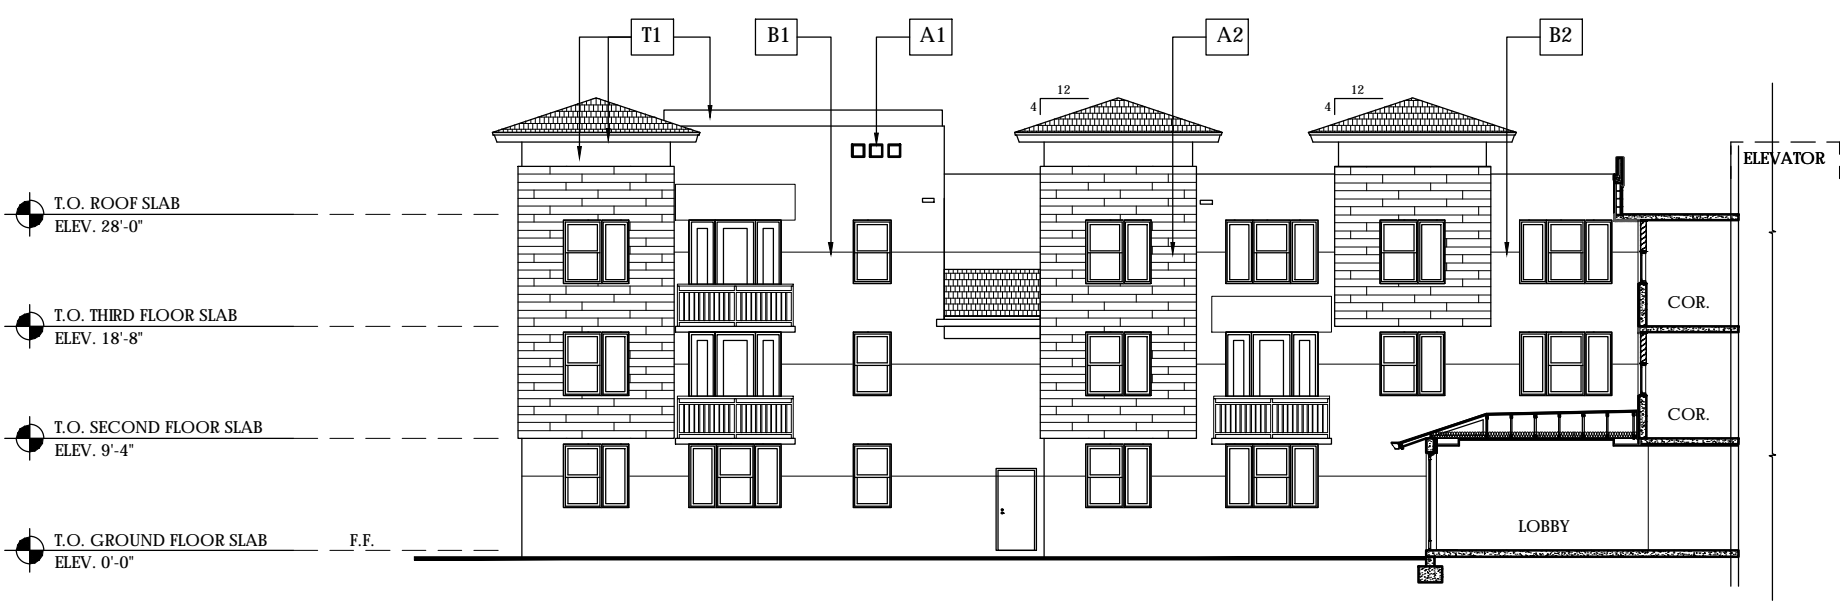 T1
B1
A1
A2
B2
12
4
12
4
ELEVATOR
T.O. ROOF SLAB
ELEV. 28'-0"
T.O. THIRD FLOOR SLAB
ELEV. 18'-8"
COR.
T.O. SECOND FLOOR SLAB
ELEV. 9'-4"
COR.
T.O. GROUND FLOOR SLAB F.F.
ELEV. 0'-0"
LOBBY